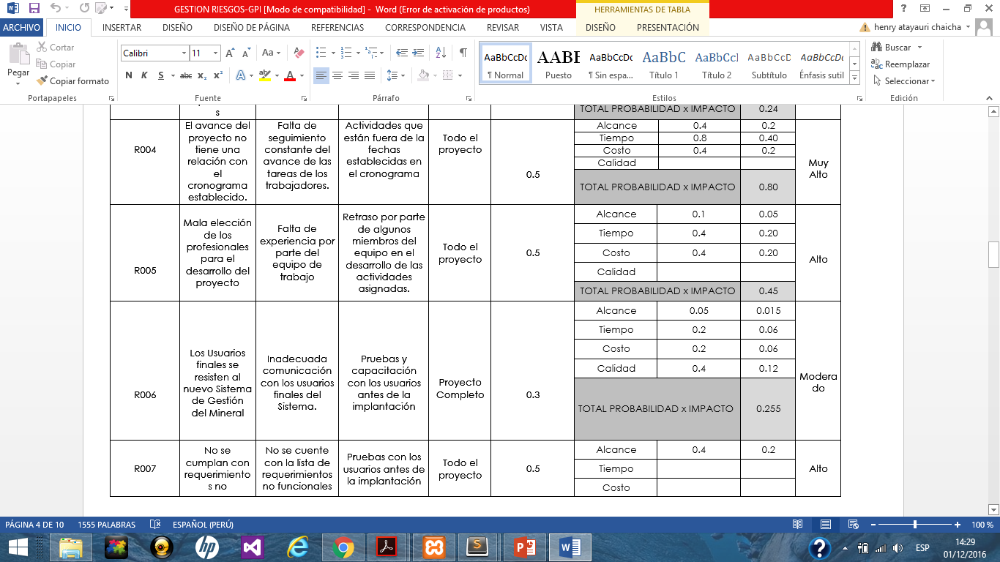 GESTION RIESGOS-GPI [Modo de compatibilidad] - Word (Error de activación de productos)
HERRAMIENTAS DE TABLA
ARCHIVO INICIO INSERTAR DISEÑO DISEÑO DE PÁGINA REFERENCIAS CORRESPONDENCIA REVISAR VISTA DISEÑO PRESENTACIÓN henry atayauri chaicha
Pegar
Cortar
Copiar
Copiar formato
Portapapeles
Calibri 11
N K S abc x₂ x²
Fuente
Párrafo
AaBbCcDc AABE AaBbCcDc AaBbC AaBbCcI AaBbCcD AaBbCcDc
¶ Normal Puesto ¶ Sin espa... Título 1 Título 2 Subtítulo Énfasis sutil
Estilos
Buscar
Reemplazar
Seleccionar
Edición
s
TOTAL PROBABILIDAD x IMPACTO 0.24
R004
El avance del
proyecto no
tiene una
relación con
el
cronograma
establecido.
Falta de
seguimiento
constante del
avance de las
tareas de los
trabajadores.
Actividades que
están fuera de la
fechas
establecidas en
el cronograma
Todo el
proyecto
0.5
Alcance 0.4 0.2
Tiempo 0.8 0.40
Costo 0.4 0.2
Calidad
TOTAL PROBABILIDAD x IMPACTO 0.80
Muy
Alto
R005
Mala elección
de los
profesionales
para el
desarrollo del
proyecto
Falta de
experiencia por
parte del
equipo de
trabajo
Retraso por parte
de algunos
miembros del
equipo en el
desarrollo de las
actividades
asignadas.
Todo el
proyecto
0.5
Alcance 0.1 0.05
Tiempo 0.4 0.20
Costo 0.4 0.20
Calidad
TOTAL PROBABILIDAD x IMPACTO 0.45
Alto
R006
Los Usuarios
finales se
resisten al
nuevo Sistema
de Gestión
del Mineral
Inadecuada
comunicación
con los usuarios
finales del
Sistema.
Pruebas y
capacitación
con los usuarios
antes de la
implantación
Proyecto
Completo
0.3
Alcance 0.05 0.015
Tiempo 0.2 0.06
Costo 0.2 0.06
Calidad 0.4 0.12
TOTAL PROBABILIDAD x IMPACTO 0.255
Modera
do
R007
No se
cumplan con
requerimiento
s no
No se cuente
con la lista de
requerimientos
no funcionales
Pruebas con los
usuarios antes de
la implantación
Todo el
proyecto
0.5
Alcance 0.4 0.2
Tiempo
Costo
Alto
PÁGINA 4 DE 10 1555 PALABRAS ESPAÑOL (PERÚ) 100 %
ESP
14:29
01/12/2016